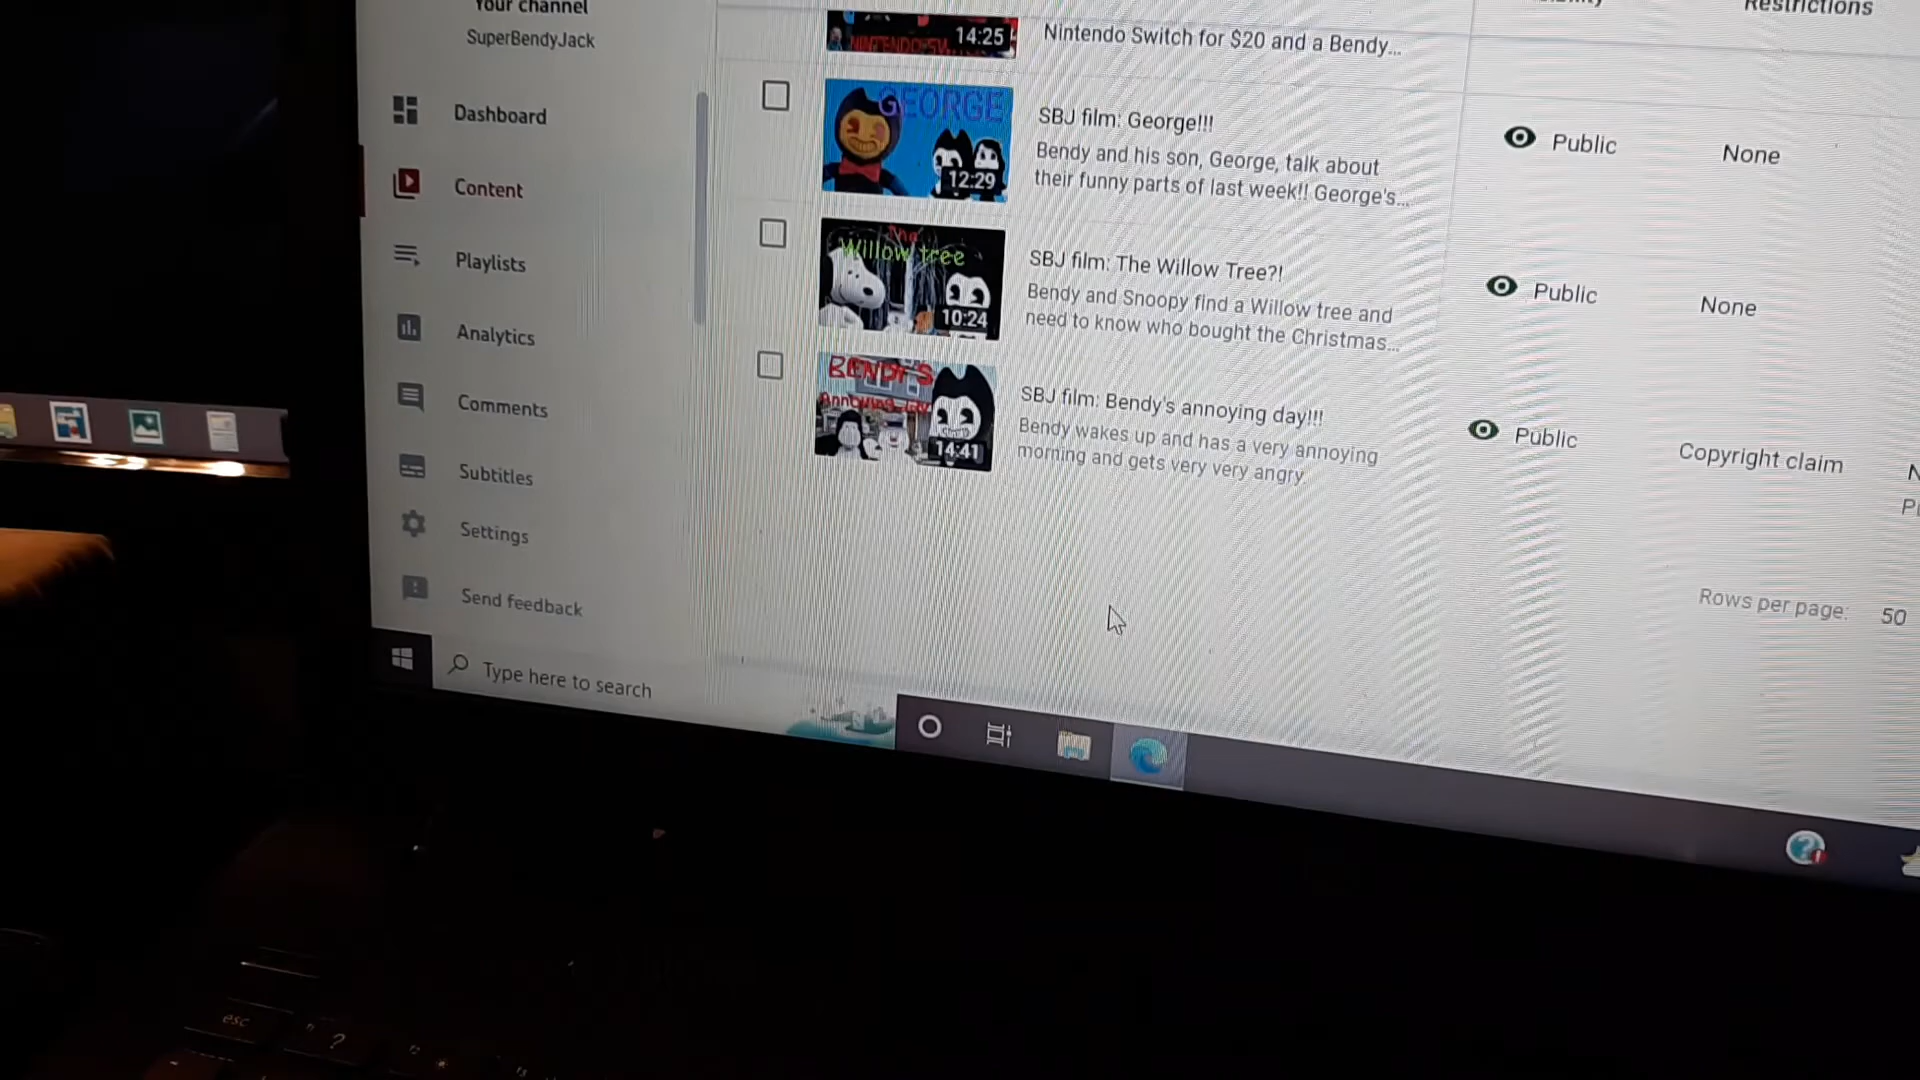 Your channel
SuperBendyJack
Restrictions
14:25
Nintendo Switch for $20 and a Bendy...
Dashboard
GEORGE
12:29
SBJ film: George!!!
Bendy and his son, George, talk about
their funny parts of last week!! George's...
Public
None
Content
Playlists
The
Willow tree
10:24
SBJ film: The Willow Tree?!
Bendy and Snoopy find a Willow tree and
need to know who bought the Christmas...
Public
None
Analytics
BENDY'S
Annoying
14:41
SBJ film: Bendy's annoying day!!!
Bendy wakes up and has a very annoying
morning and gets very very angry.
Public
Copyright claim
Comments
Subtitles
Settings
Send feedback
Rows per page: 50
Type here to search
esc
?